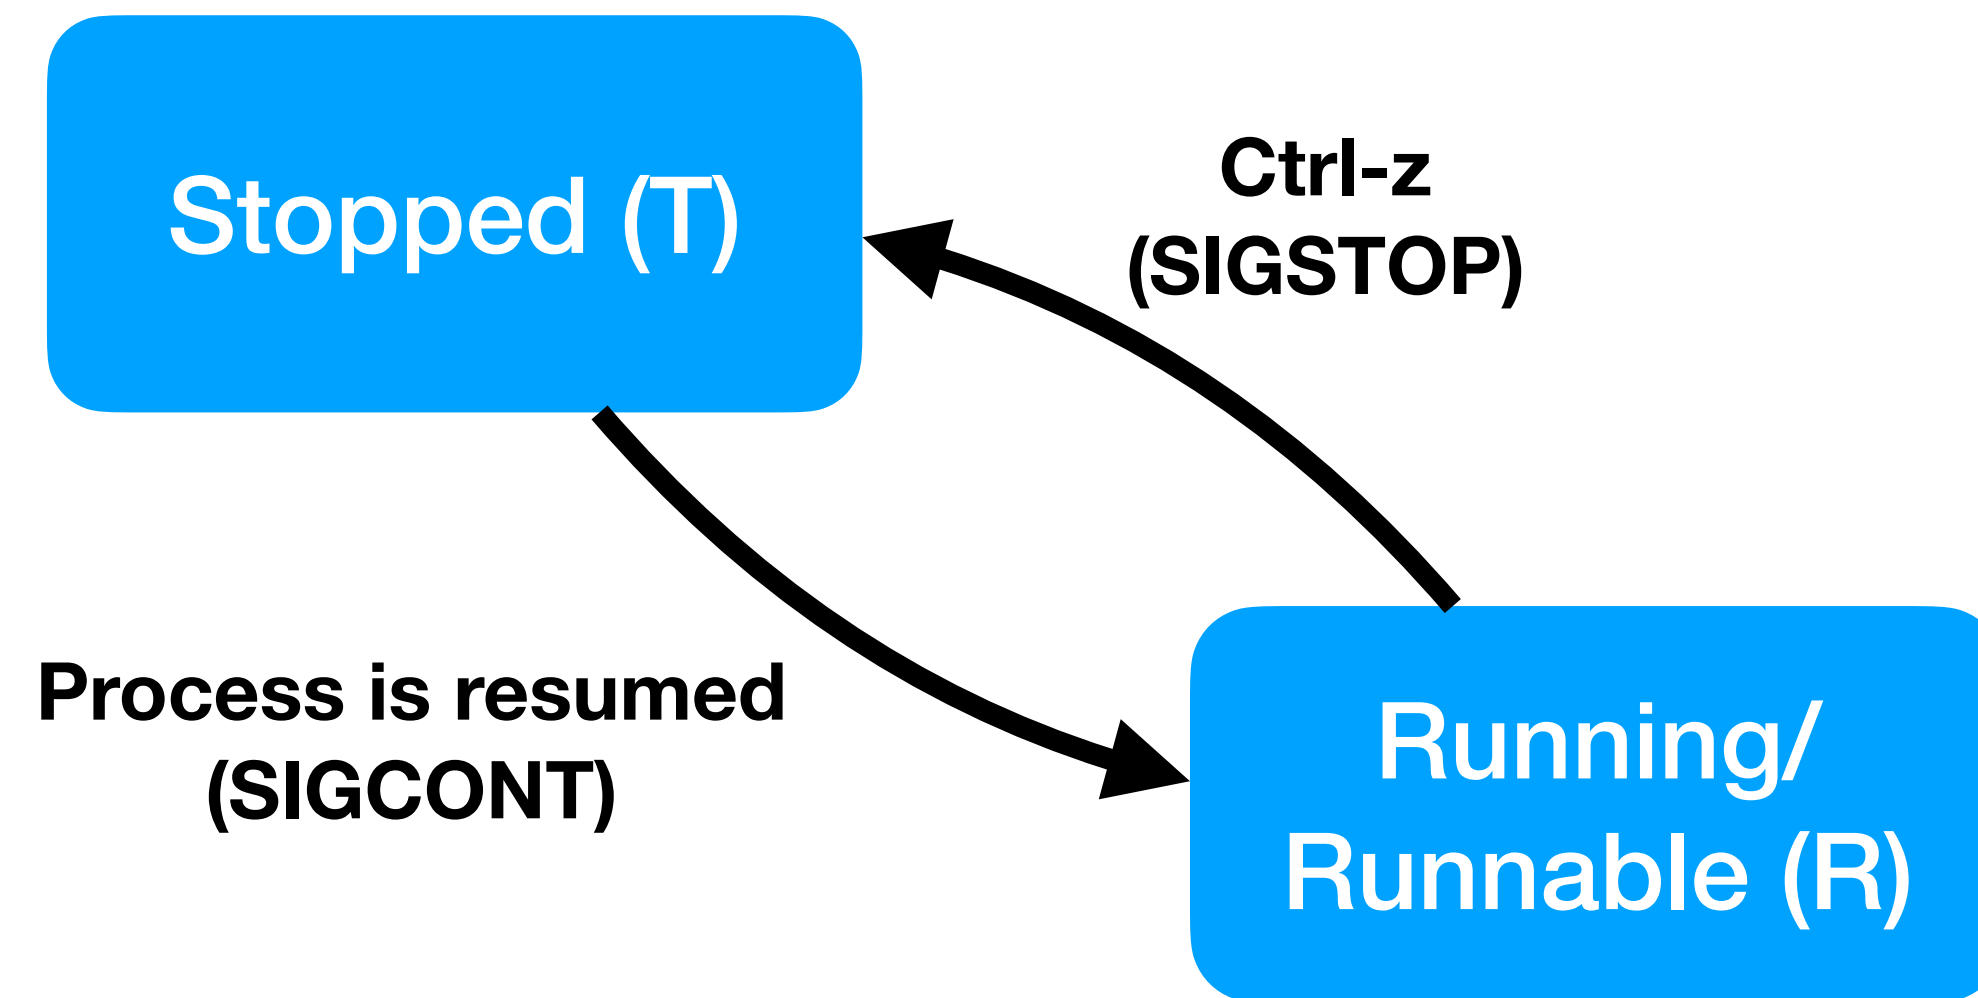 Stopped (T)
Ctrl-z
(SIGSTOP)
Process is resumed
(SIGCONT)
Running/
Runnable (R)